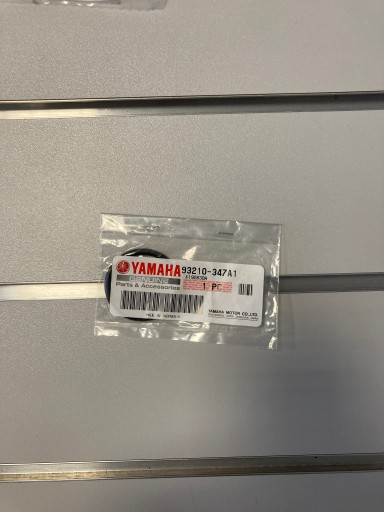 YAMAHA 93210-347A1
GENUINE
Parts & Accessories
1 PC
YAMAHA MOTOR CO.,LTD.